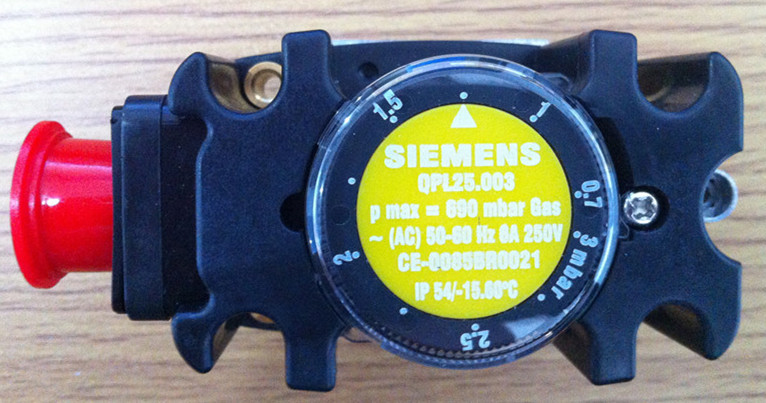 SIEMENS
QPL25.003
p max = 690 mbar Gas
~ (AC) 50-60 Hz 6A 250V
CE-0085BR0021
IP 54/-15.60°C
0.7
1
1.5
2
2.5
3 mbar